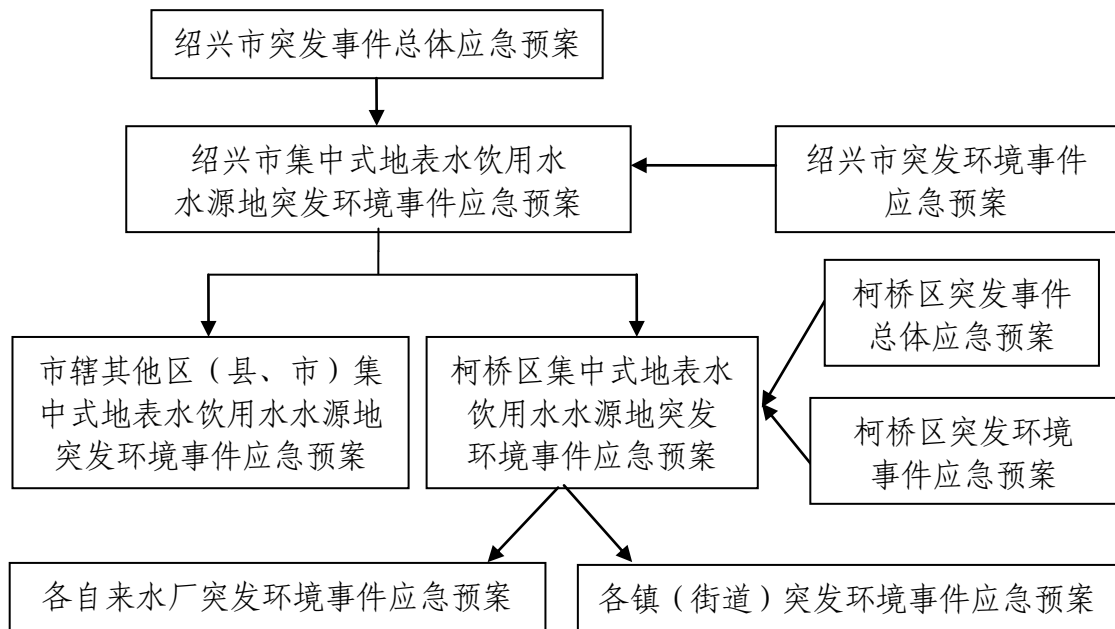 绍兴市突发事件总体应急预案
绍兴市集中式地表水饮用水
水源地突发环境事件应急预案
绍兴市突发环境事件
应急预案
柯桥区突发事件
总体应急预案
市辖其他区（县、市）集
中式地表水饮用水水源地
突发环境事件应急预案
柯桥区集中式地表水
饮用水水源地突发
环境事件应急预案
柯桥区突发环境
事件应急预案
各自来水厂突发环境事件应急预案
各镇（街道）突发环境事件应急预案